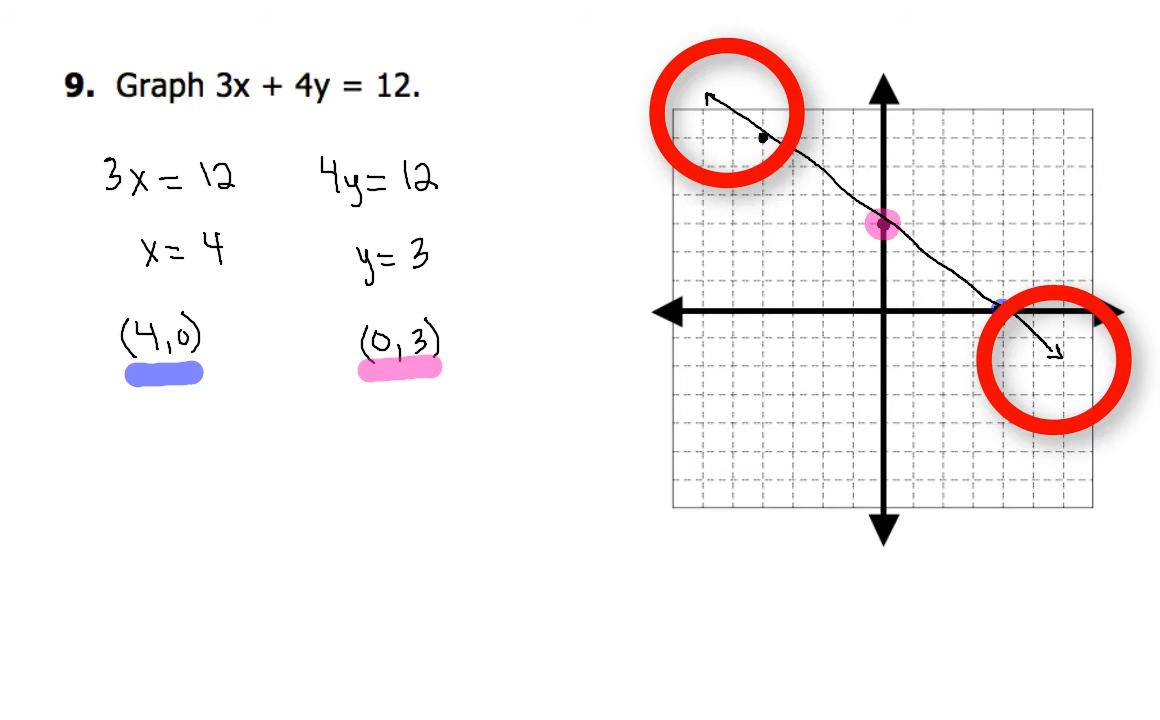 9. Graph 3x + 4y = 12.
3x = 12
4y = 12
x = 4
y = 3
(4,0)
(0,3)